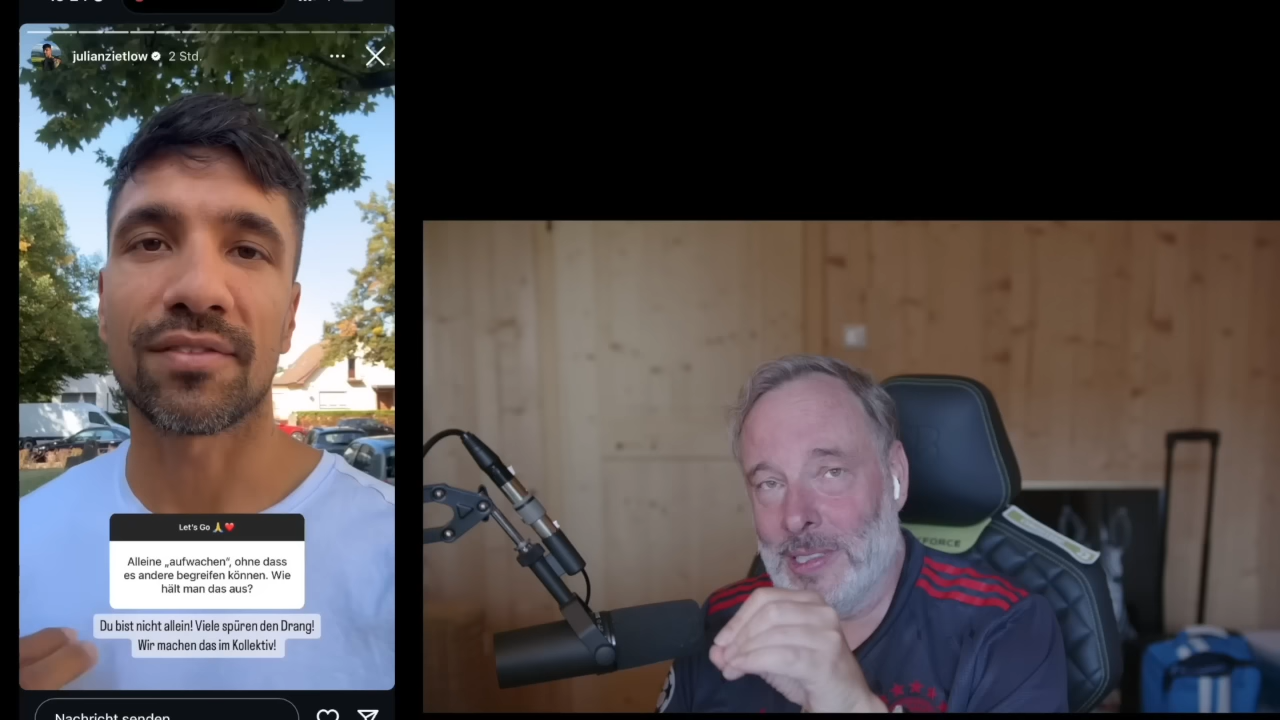 julianzietlow 2 Std.
Let's Go 🙏❤️
Alleine „aufwachen“, ohne dass
es andere begreifen können. Wie
hält man das aus?
Du bist nicht allein! Viele spüren den Drang!
Wir machen das im Kollektiv!
Nachricht senden
FORCE